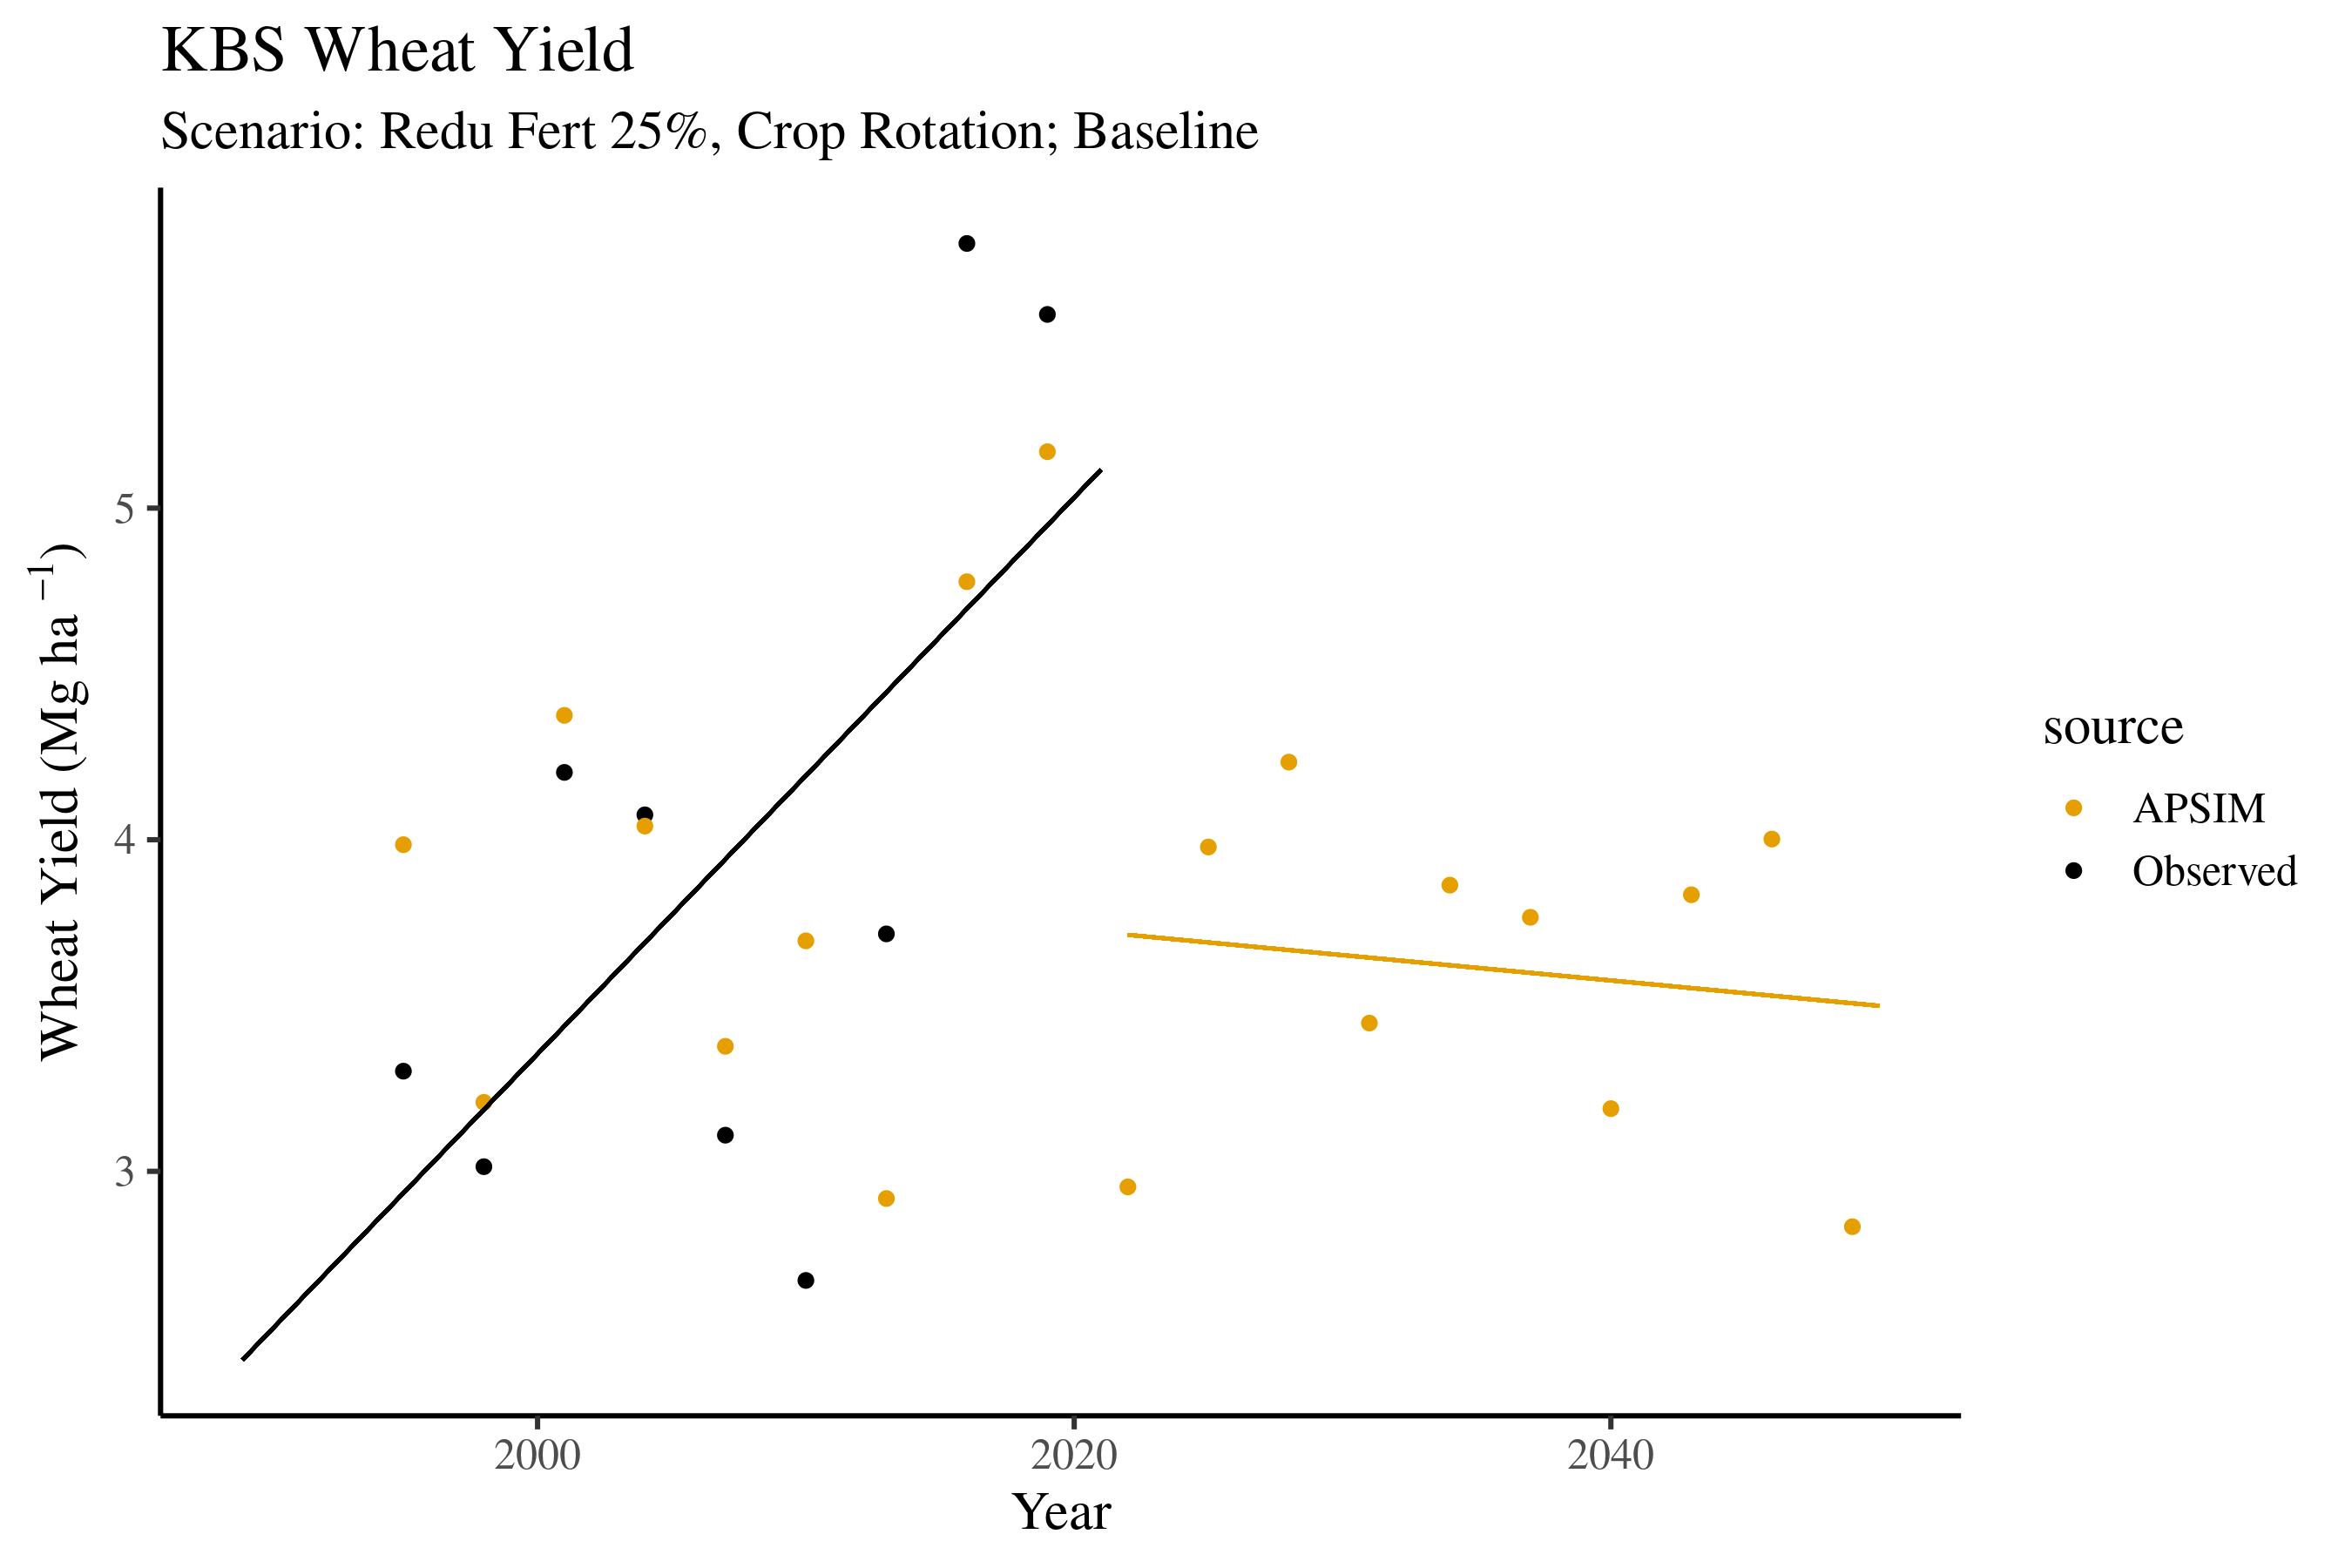 KBS Wheat Yield
Scenario: Redu Fert 25%, Crop Rotation; Baseline
Wheat Yield (Mg ha −1)
5
4
3
2000
2020
2040
Year
source
APSIM
Observed